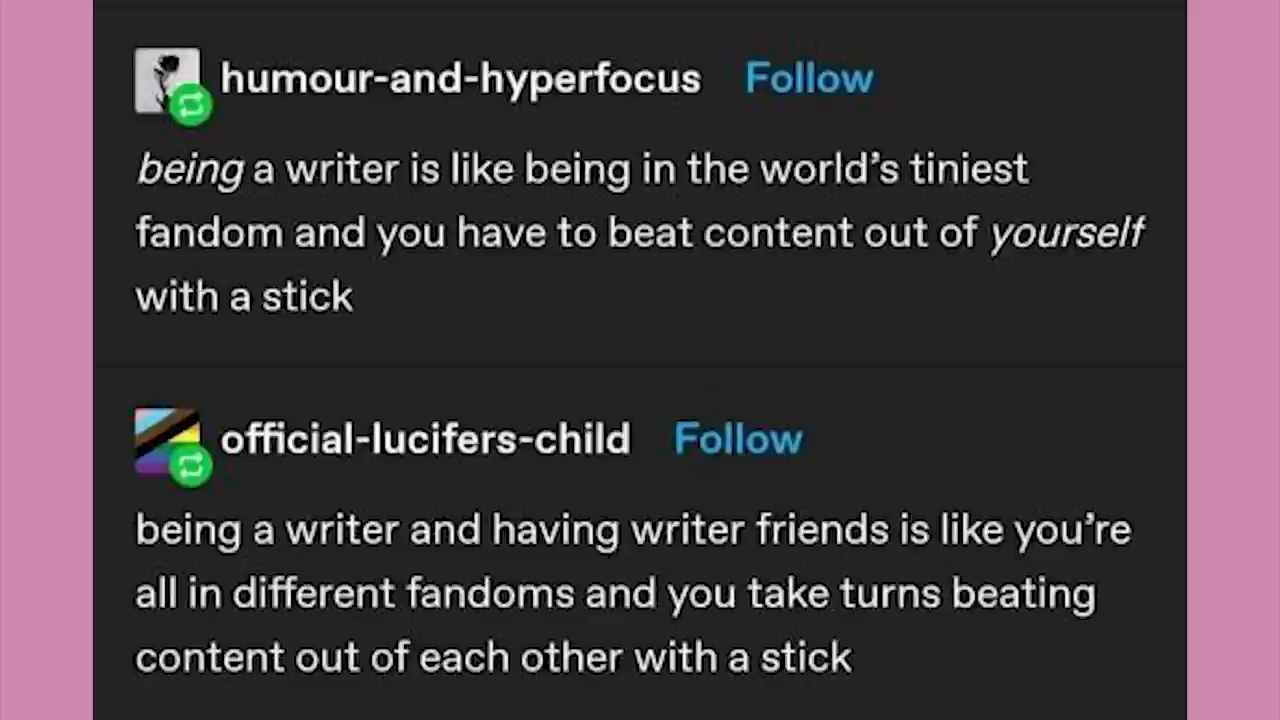 humour-and-hyperfocus Follow
being a writer is like being in the world’s tiniest
fandom and you have to beat content out of yourself
with a stick
official-lucifers-child Follow
being a writer and having writer friends is like you’re
all in different fandoms and you take turns beating
content out of each other with a stick